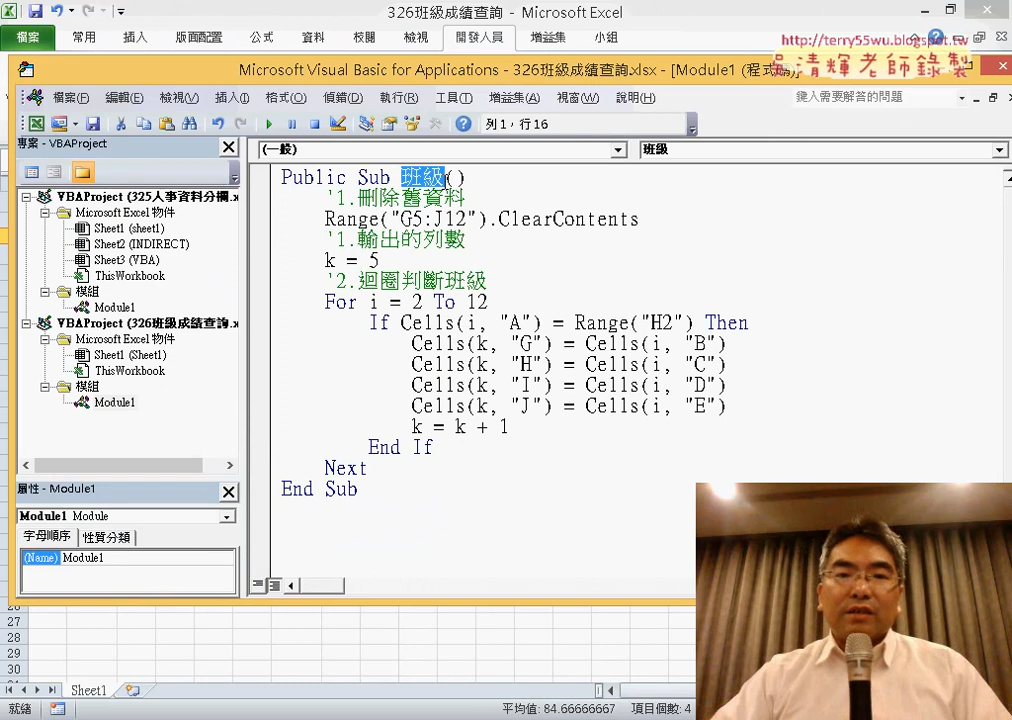 326班級成績查詢 - Microsoft Excel
檔案 常用 插入 版面配置 公式 資料 校閱 檢視 開發人員 增益集 小組
http://terry55wu.blogspot.tw
吳清輝老師錄製
Microsoft Visual Basic for Applications - 326班級成績查詢.xlsx - [Module1 (程式碼)]
檔案(F) 編輯(E) 檢視(V) 插入(I) 格式(O) 偵錯(D) 執行(R) 工具(T) 增益集(A) 視窗(W) 說明(H) 鍵入需要解答的問題
列 1, 行 16
專案 - VBAProject
(一般) 班級
VBAProject (325人事資料分欄.x
Microsoft Excel 物件
Sheet1 (sheet1)
Sheet2 (INDIRECT)
Sheet3 (VBA)
ThisWorkbook
模組
Module1
VBAProject (326班級成績查詢.x
Microsoft Excel 物件
Sheet1 (Sheet1)
ThisWorkbook
模組
Module1
Public Sub 班級()
'1.刪除舊資料
Range("G5:J12").ClearContents
'1.輸出的列數
k = 5
'2.迴圈判斷班級
For i = 2 To 12
If Cells(i, "A") = Range("H2") Then
Cells(k, "G") = Cells(i, "B")
Cells(k, "H") = Cells(i, "C")
Cells(k, "I") = Cells(i, "D")
Cells(k, "J") = Cells(i, "E")
k = k + 1
End If
Next
End Sub
屬性 - Module1
Module1 Module
字母順序 性質分類
(Name) Module1
27
28
29
30
Sheet1
就緒 平均值: 84.66666667 項目個數: 4